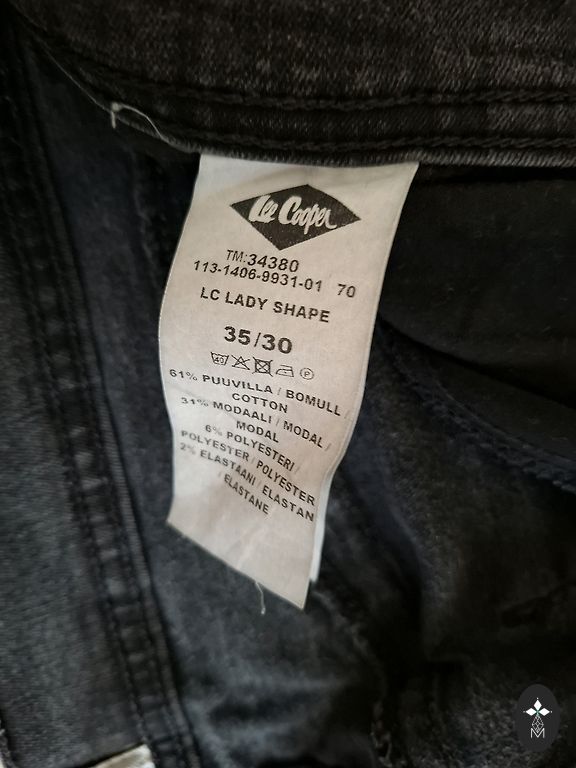 Lee Cooper
TM:34380
113-1406-9931-01 70
LC LADY SHAPE
35/30
40 P
61% PUUVILLA / BOMULL /
COTTON
31% MODAALI / MODAL /
MODAL
6% POLYESTERI /
POLYESTER / POLYESTER
2% ELASTAANI / ELASTAN
/ ELASTANE
M